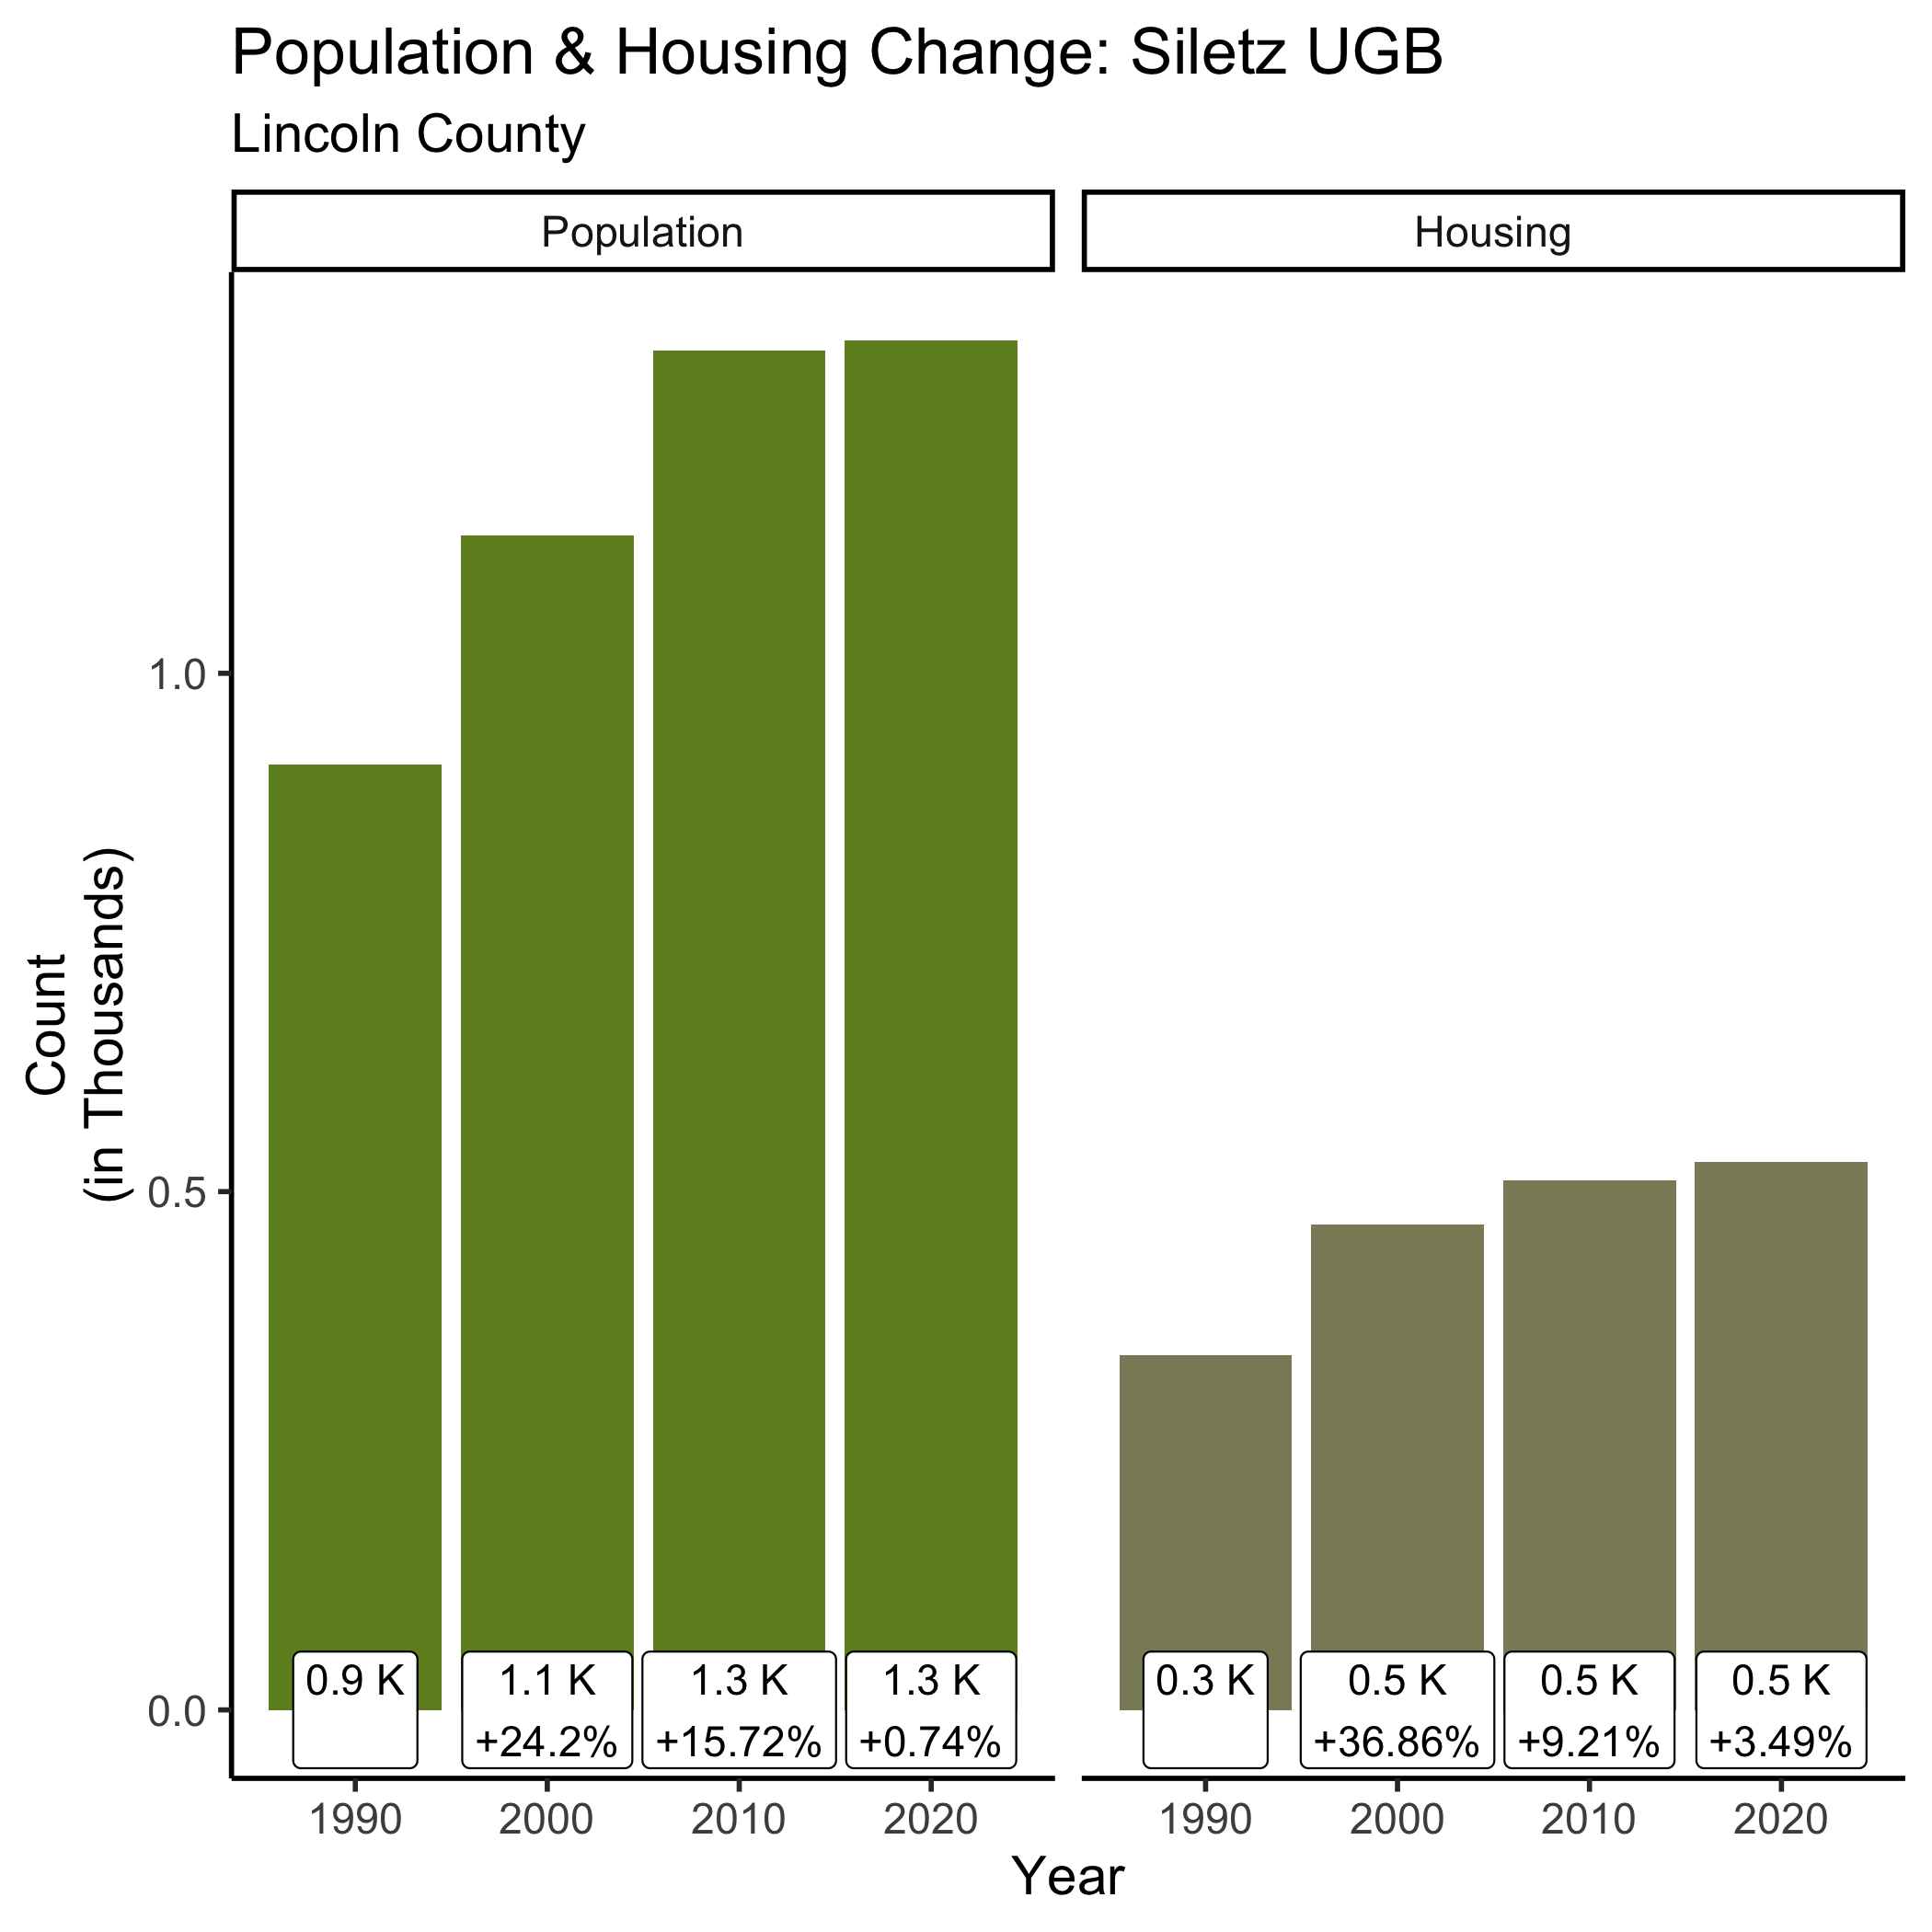 Population & Housing Change: Siletz UGB
Lincoln County
Population
Housing
Count
(in Thousands)
1.0
0.5
0.0
0.9 K
1.1 K
+24.2%
1.3 K
+15.72%
1.3 K
+0.74%
0.3 K
0.5 K
+36.86%
0.5 K
+9.21%
0.5 K
+3.49%
1990
2000
2010
2020
1990
2000
2010
2020
Year